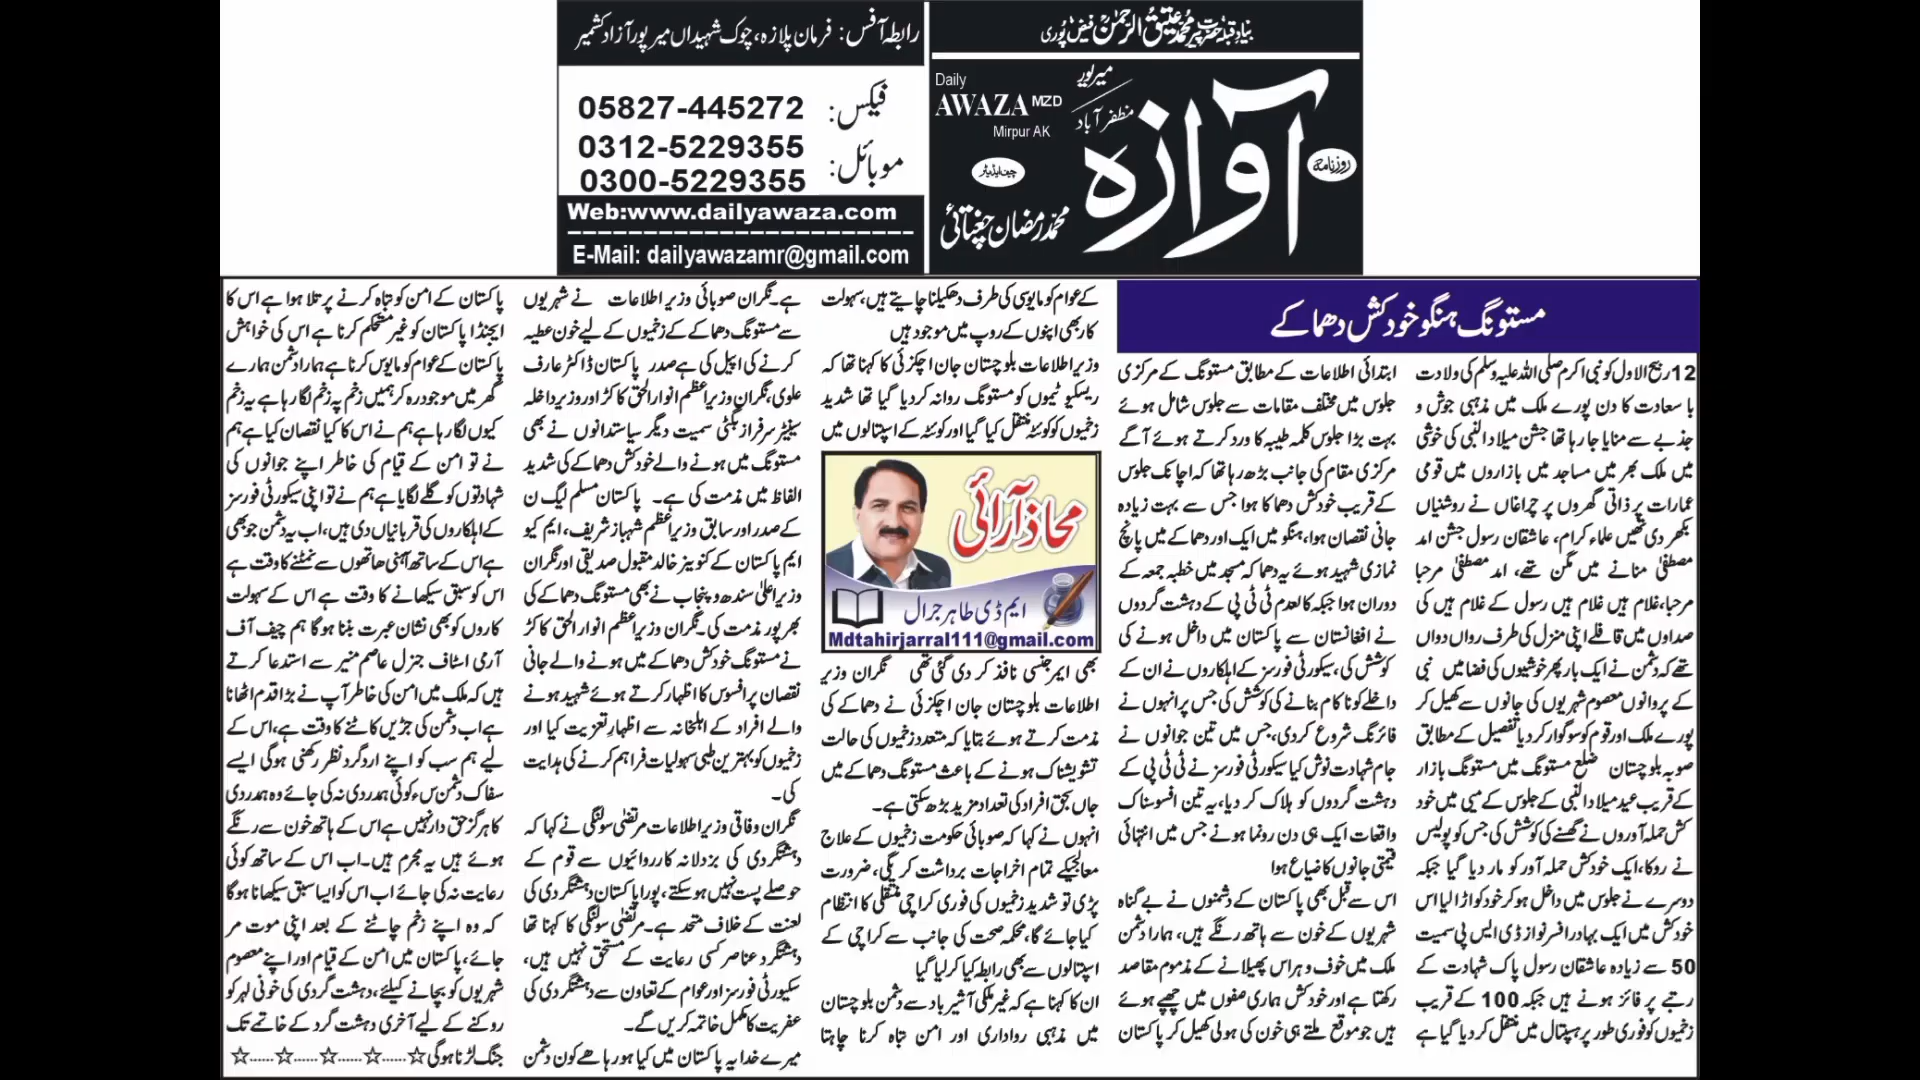 بنیاد قبلہ حضرت پیر محمد عتیق الرحمن فیض پوری
روزنامہ
آوازہ
میرپور
مظفرآباد
Daily
AWAZA MZD
Mirpur AK
چیف ایڈیٹر
محمد رمضان چغتائی
رابطہ آفس: فرمان پلازہ، چوک شہیداں میرپور آزاد کشمیر
فیکس: 05827-445272
موبائل: 0312-5229355
0300-5229355
Web:www.dailyawaza.com
E-Mail: dailyawazamr@gmail.com
مستونگ ہنگو خودکش دھماکے
12 ربیع الاول کو نبی اکرم صلی اللہ علیہ وسلم کی ولادت
با سعادت کا دن پورے ملک میں مذہبی جوش و
جذبے سے منایا جا رہا تھا جشن میلاد النبی کی خوشی
میں ملک بھر میں مساجد میں بازاروں میں قومی
عمارات پر ذاتی گھروں پر چراغاں نے روشنیاں
بکھر دی تھیں علماء کرام، عاشقان رسول جشن امد
مصطفیٰ منانے میں مگن تھے، امد مصطفیٰ مرحبا
مرحبا، غلام ہیں غلام ہیں رسول کے غلام ہیں کی
صداوں میں قافلے اپنی منزل کی طرف رواں دواں
تھے کہ دشمن نے ایک بار پھر خوشیوں کی فضا میں نبی
کے پروانوں معصوم شہریوں کی جانوں سے کھیل کر
پورے ملک اور قوم کو سوگوار کر دیا تفصیل کے مطابق
صوبہ بلوچستان ضلع مستونگ میں مستونگ بازار
کے قریب عید میلاد النبی کے جلوس کے میں میں خود
کش حملہ آوروں نے گھسنے کی کوشش کی جس کو پولیس
نے روکا، ایک خودکش حملہ آور کو مار دیا گیا جبکہ
دوسرے نے جلوس میں داخل ہو کر خود کو اڑا لیا اس
خودکش میں ایک بہادر افسر نواز ڈی ایس پی سمیت
50 سے زیادہ عاشقان رسول پاک شہادت کے
رتبے پر فائز ہونے ہیں جبکہ 100 کے قریب
زخمیوں کو فوری طور پر ہسپتال میں منتقل کر دیا گیا ہے
ابتدائی اطلاعات کے مطابق مستونگ کے مرکزی
جلوس میں مختلف مقامات سے جلوس شامل ہوئے
بہت بڑا جلوس کلمہ طیبہ کا ورد کرتے ہوئے آگے
مرکزی مقام کی جانب بڑھ رہا تھا کہ اچانک جلوس
کے قریب خودکش دھماکا ہوا جس سے بہت زیادہ
جانی نقصان ہوا، ہنگو میں ایک اور دھماکے میں پانچ
نمازی شہید ہوئے یہ دھماکہ مسجد میں خطبہ جمعہ کے
دوران ہوا جبکہ کالعدم ٹی ٹی پی کے دہشت گردوں
نے افغانستان سے پاکستان میں داخل ہونے کی
کوشش کی، سیکورٹی فورسز کے اہلکاروں نے ان کے
داخلے کو ناکام بنانے کی کوشش کی جس پر انہوں نے
فائرنگ شروع کردی، جس میں تین جوانوں نے
جام شہادت نوش کیا سیکورٹی فورسز نے ٹی ٹی پی کے
دہشت گردوں کو ہلاک کر دیا، یہ تین افسوسناک
واقعات ایک ہی دن رونما ہونے جس میں انتہائی
قیمتی جانوں کا ضیاع ہوا
اس سے قبل بھی پاکستان کے دشمنوں نے بے گناہ
شہریوں کے خون سے ہاتھ رنگے ہیں، ہمارا دشمن
ملک میں خوف و ہراس پھیلانے کے مذموم مقاصد
رکھتا ہے اور خودکش ہماری صفوں میں چھپے ہوئے
ہیں جو موقع ملتے ہی خون کی ہولی کھیل کر پاکستان
کے عوام کو مایوسی کی طرف دھکیلنا چاہتے ہیں، سہولت
کار بھی اپنوں کے روپ میں موجود ہیں
وزیر اطلاعات بلوچستان جان اچکزئی کا کہنا تھا کہ
ریسکیو ٹیموں کو مستونگ روانہ کر دیا گیا تھا شدید
زخمیوں کو کوئٹہ منتقل کیا گیا اور کوئٹہ کے اسپتالوں میں
محاذ آرائی
ایم ڈی طاہر جرال
Mdtahirjarral111@gmail.com
بھی ایمرجنسی نافذ کر دی گئی تھی نگران وزیر
اطلاعات بلوچستان جان اچکزئی نے دھماکے کی
مذمت کرتے ہوئے بتایا کہ متعدد زخمیوں کی حالت
تشویشناک ہونے کے باعث مستونگ دھماکے میں
جاں بحق افراد کی تعداد مزید بڑھ سکتی ہے۔
انہوں نے کہا کہ صوبائی حکومت زخمیوں کے علاج
معالجیکے تمام اخراجات برداشت کریگی، ضرورت
پڑی تو شدید زخمیوں کی فوری کراچی منتقلی کا انتظام
کیا جائے گا، محکمہ صحت کی جانب سے کراچی کے
اسپتالوں سے بھی رابطہ کیا کر لیا گیا
ان کا کہنا ہے کہ غیر ملکی آشیر باد سے دشمن بلوچستان
میں مذہبی رواداری اور امن تباہ کرنا چاہتا
ہے۔ نگران صوبائی وزیر اطلاعات نے شہریوں
سے مستونگ دھماکے کے زخمیوں کے لیے خون عطیہ
کرنے کی اپیل کی ہے صدر پاکستان ڈاکٹر عارف
علوی، نگران وزیر اعظم انوار الحق کاکڑ اور وزیر داخلہ
سینیٹر سرفراز بگٹی سمیت دیگر سیاستدانوں نے بھی
مستونگ میں ہونے والے خودکش دھماکے کی شدید
الفاظ میں مذمت کی ہے۔ پاکستان مسلم لیگ ن
کے صدر اور سابق وزیر اعظم شہباز شریف، ایم کیو
ایم پاکستان کے کنوینر خالد مقبول صدیقی اور نگران
وزیر اعلیٰ سندھ و پنجاب نے بھی مستونگ دھماکے کی
بھرپور مذمت کی۔ نگران وزیر اعظم انوار الحق کاکڑ
نے مستونگ خودکش دھماکے میں ہونے والے جانی
نقصان پر افسوس کا اظہار کرتے ہوئے شہید ہونے
والے افراد کے اہلخانہ سے اظہار تعزیت کیا اور
زخمیوں کو بہترین طبی سہولیات فراہم کرنے کی ہدایت
کی۔
نگران وفاقی وزیر اطلاعات مرتضیٰ سولنگی نے کہا کہ
دہشتگردی کی بزدلانہ کارروائیوں سے قوم کے
حوصلے پست نہیں ہو سکتے، پورا پاکستان دہشتگردی کی
لعنت کے خلاف متحد ہے۔ مرتضیٰ سولنگی کا کہنا تھا
دہشتگرد عناصر کسی رعایت کے مستحق نہیں ہیں،
سکیورٹی فورسز اور عوام کے تعاون سے دہشتگردی کی
عفریت کا مکمل خاتمہ کریں گے۔
میرے خدا یہ پاکستان میں کیا ہو رہا ھے کون دشمن
پاکستان کے امن کو تباہ کرنے پر تلا ہوا ہے اس کا
ایجنڈا پاکستان کو غیر مستحکم کرنا ہے اس کی خواہش
پاکستان کے عوام کو مایوس کرنا ہے ہمارا دشمن ہمارے
گھر میں موجود رہ کر ہمیں زخم پہ زخم لگا رہا ہے یہ زخم
کیوں لگا رہا ہے ہم نے اس کا کیا نقصان کیا ہے ہم
نے تو امن کے قیام کی خاطر اپنے جوانوں کی
شہادتوں کو گلے لگایا ہے ہم نے تو اپنی سیکورٹی فورسز
کے اہلکاروں کی قربانیاں دی ہیں، اب یہ دشمن جو بھی
ہے اس کے ساتھ آہنی ھاتھوں سے نمٹنے کا وقت ہے
اس کو سبق سیکھانے کا وقت ہے اس کے سہولت
کاروں کو بھی نشان عبرت بننا ہوگا ہم چیف آف
آرمی اسٹاف جنرل عاصم منیر سے استدعا کرتے
ہیں کہ ملک میں امن کی خاطر آپ نے بڑا قدم اٹھانا
ہے اب دشمن کی جڑیں کاٹنے کا وقت ہے، اس کے
لیے ہم سب کو اپنے ارد گرد نظر رکھنی ہوگی ایسے
سفاک دشمن سء کوئی ہمدردی نہ کی جائے وہ ہمدردی
کا ہرگز حق دار نہیں ہے اس کے ہاتھ خون سے رنگے
ہوئے ہیں یہ مجرم ہیں۔ اب اس کے ساتھ کوئی
رعایت نہ کی جائے اب اس کو ایسا سبق سیکھانا ہوگا
کہ وہ اپنے زخم چاٹنے کے بعد اپنی موت مر
جائے، پاکستان میں امن کے قیام اور اپنے معصوم
شہریوں کو بچانے کیلئے، دہشت گردی کی خونی لہر کو
روکنے کے لیے آخری دہشت گرد کے خاتمے تک
جنگ لڑنا ہوگی ☆.....☆.....☆.....☆.....☆